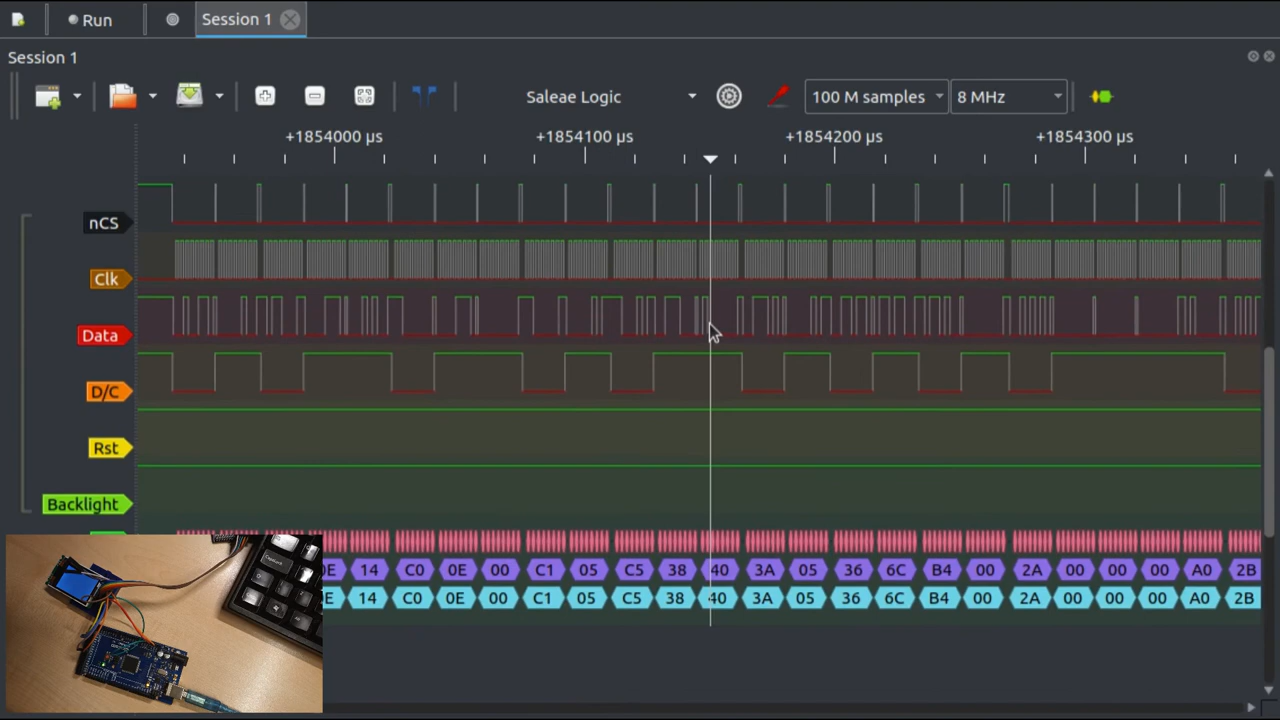 Run
Session 1
Session 1
Saleae Logic
100 M samples
8 MHz
+1854000 µs +1854100 µs +1854200 µs +1854300 µs
nCS
Clk
Data
D/C
Rst
Backlight
14 C0 0E 00 C1 05 C5 38 40 3A 05 36 6C B4 00 2A 00 00 00 A0 2B
14 C0 0E 00 C1 05 C5 38 40 3A 05 36 6C B4 00 2A 00 00 00 A0 2B